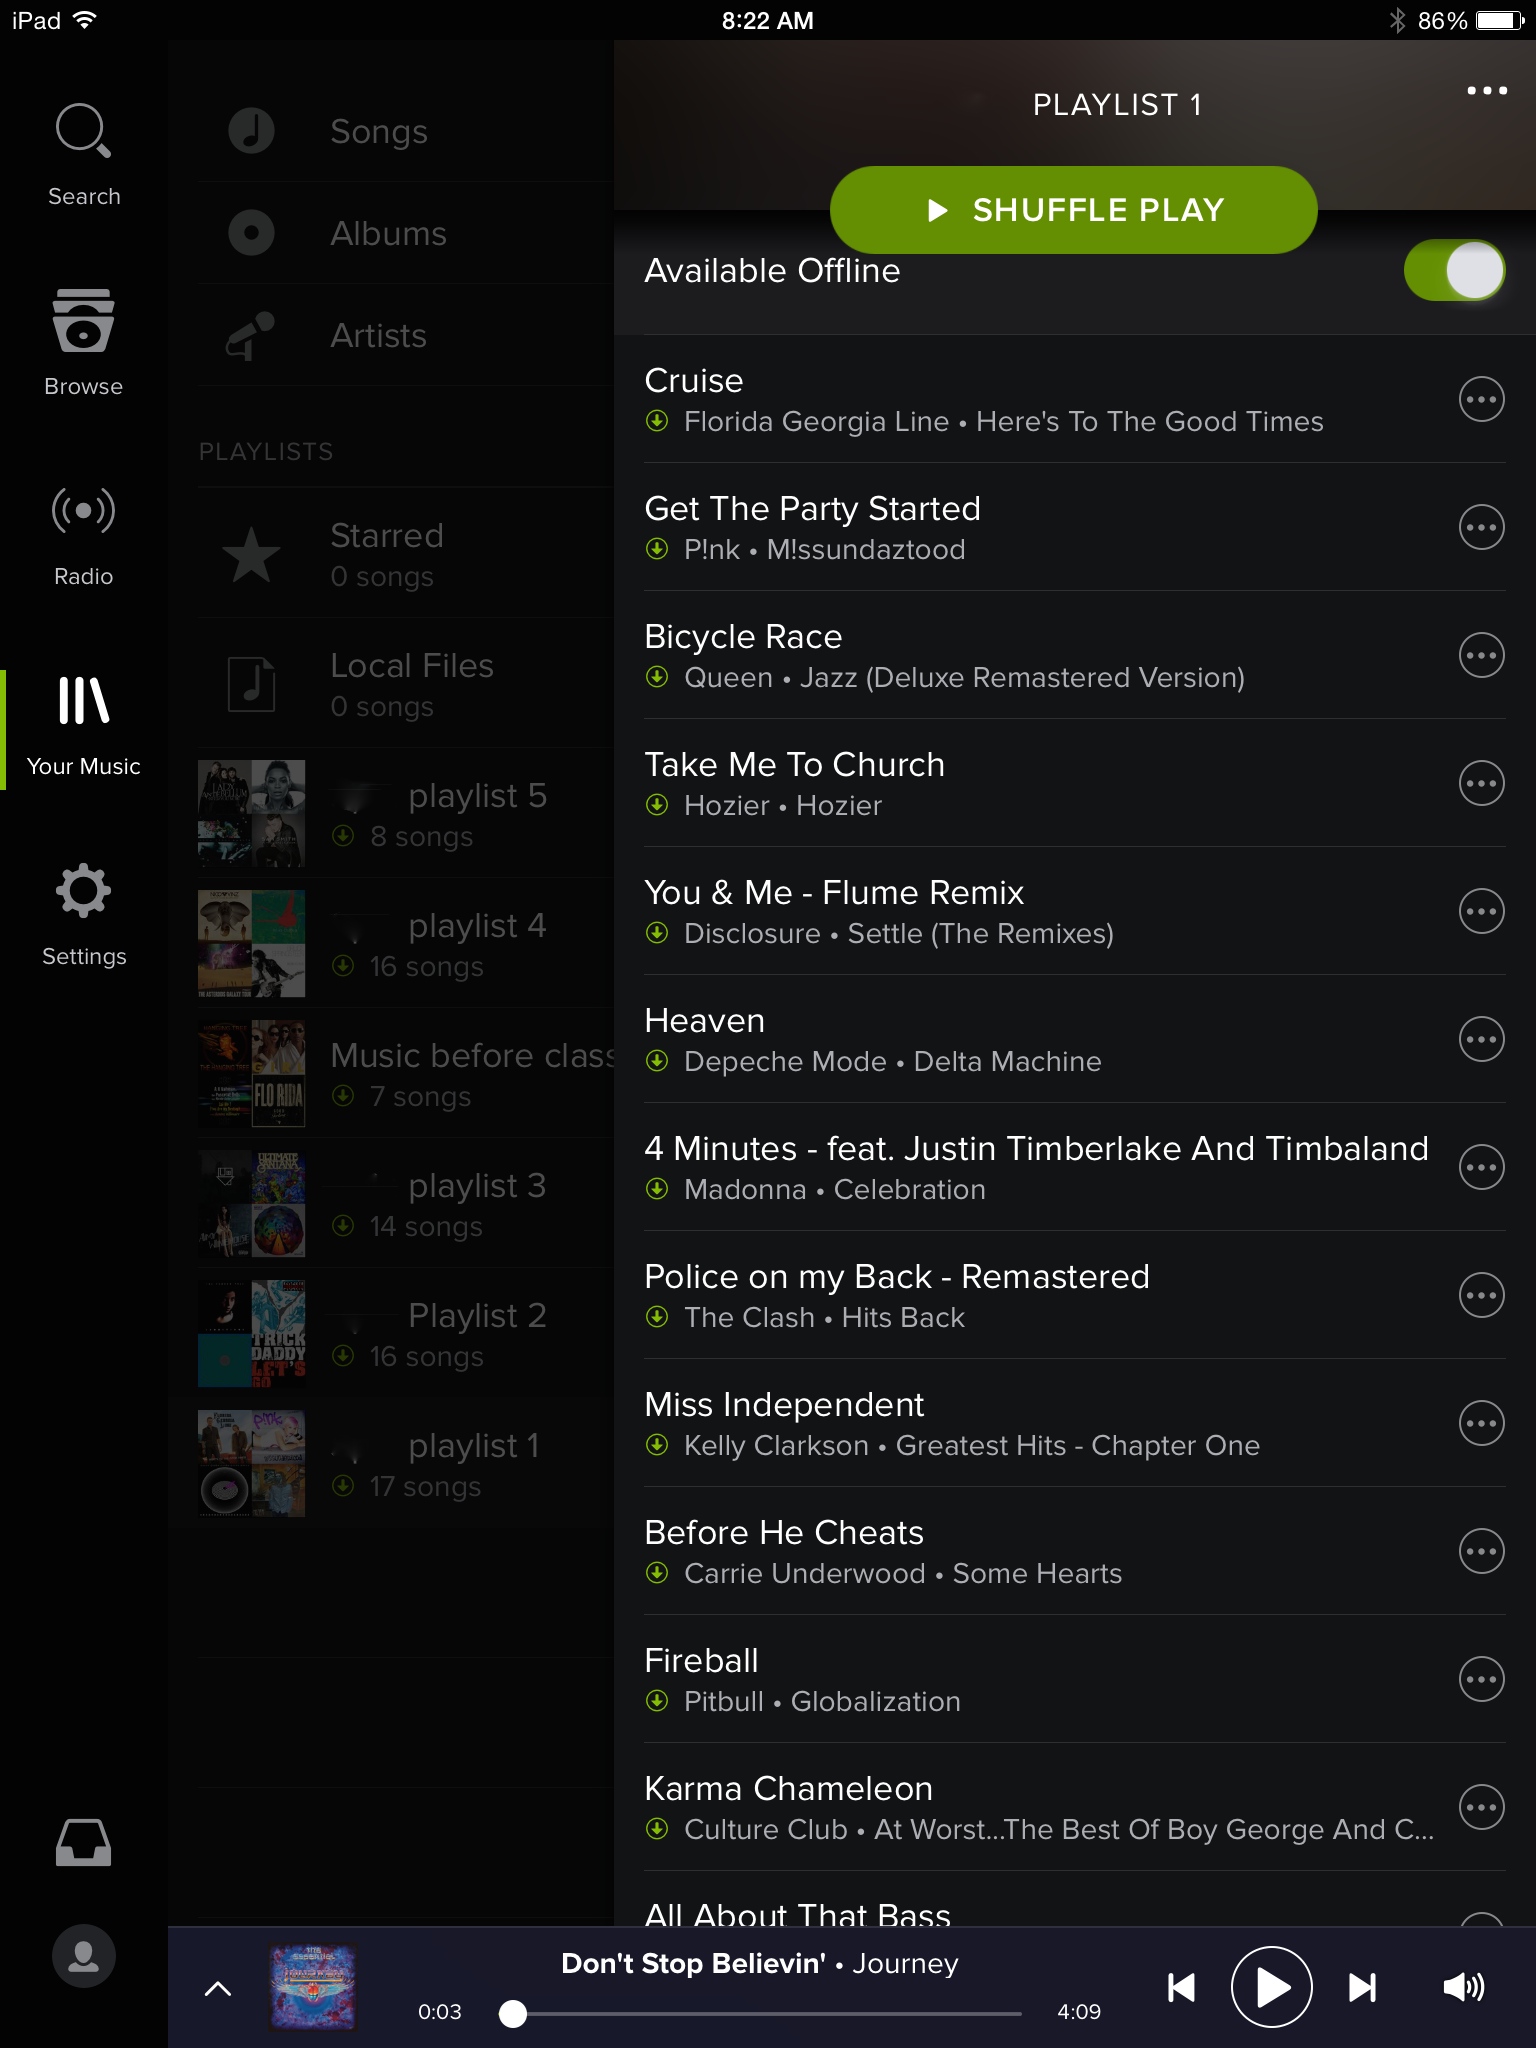 iPad
8:22 AM
86%
Search
Browse
Radio
Your Music
Settings
Songs
Albums
Artists
PLAYLISTS
Starred
0 songs
Local Files
0 songs
playlist 5
8 songs
playlist 4
16 songs
Music before class
7 songs
FLO RIDA
playlist 3
14 songs
Playlist 2
16 songs
TRICK
DADDY
LET'S
GO
playlist 1
17 songs
PLAYLIST 1
SHUFFLE PLAY
Available Offline
Cruise
Florida Georgia Line • Here's To The Good Times
Get The Party Started
P!nk • M!ssundaztood
Bicycle Race
Queen • Jazz (Deluxe Remastered Version)
Take Me To Church
Hozier • Hozier
You & Me - Flume Remix
Disclosure • Settle (The Remixes)
Heaven
Depeche Mode • Delta Machine
4 Minutes - feat. Justin Timberlake And Timbaland
Madonna • Celebration
Police on my Back - Remastered
The Clash • Hits Back
Miss Independent
Kelly Clarkson • Greatest Hits - Chapter One
Before He Cheats
Carrie Underwood • Some Hearts
Fireball
Pitbull • Globalization
Karma Chameleon
Culture Club • At Worst...The Best Of Boy George And C...
All About That Bass
Don't Stop Believin' • Journey
0:03
4:09